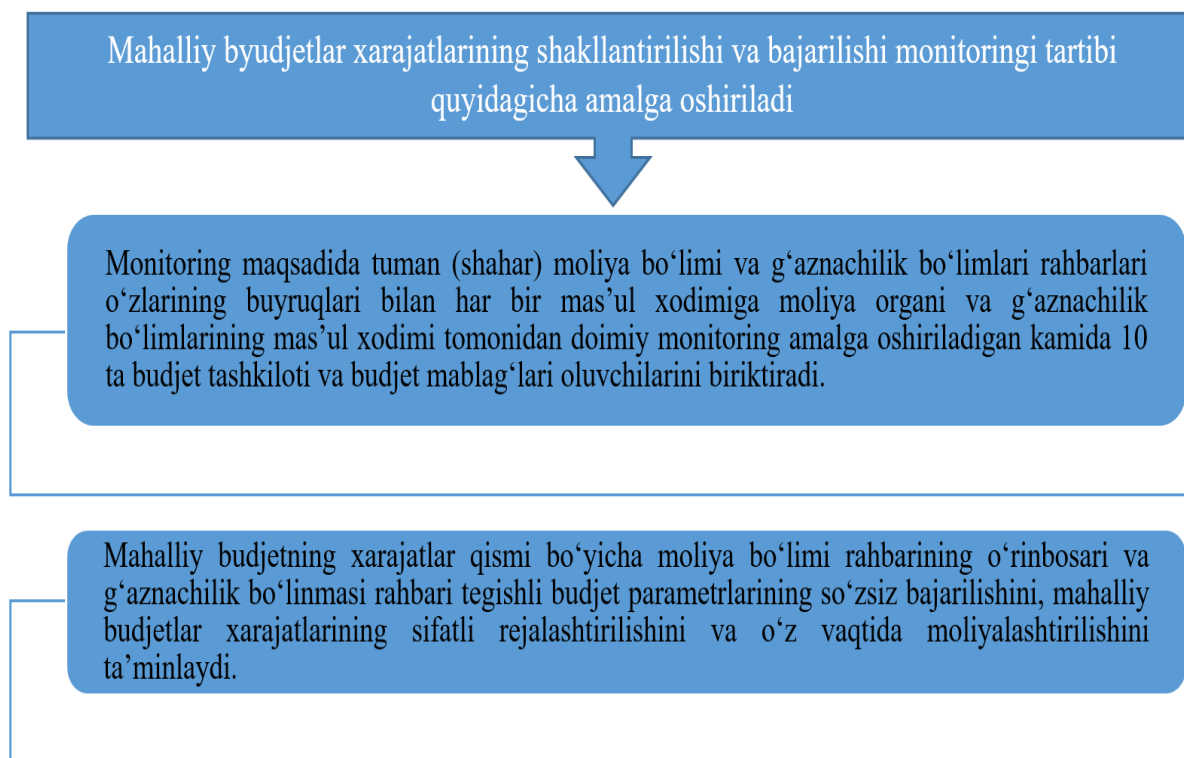 Mahalliy byudjetlar xarajatlarining shakllantirilishi va bajarilishi monitoringi tartibi
quyidagicha amalga oshiriladi
Monitoring maqsadida tuman (shahar) moliya bo‘limi va g‘aznachilik bo‘limlari rahbarlari
o‘zlarining buyruqlari bilan har bir mas’ul xodimiga moliya organi va g‘aznachilik
bo‘limlarining mas’ul xodimi tomonidan doimiy monitoring amalga oshiriladigan kamida 10
ta budjet tashkiloti va budjet mablag‘lari oluvchilarini biriktiradi.
Mahalliy budjetning xarajatlar qismi bo‘yicha moliya bo‘limi rahbarining o‘rinbosari va
g‘aznachilik bo‘linmasi rahbari tegishli budjet parametrlarining so‘zsiz bajarilishini, mahalliy
budjetlar xarajatlarining sifatli rejalashtirilishini va o‘z vaqtida moliyalashtirilishini
ta’minlaydi.